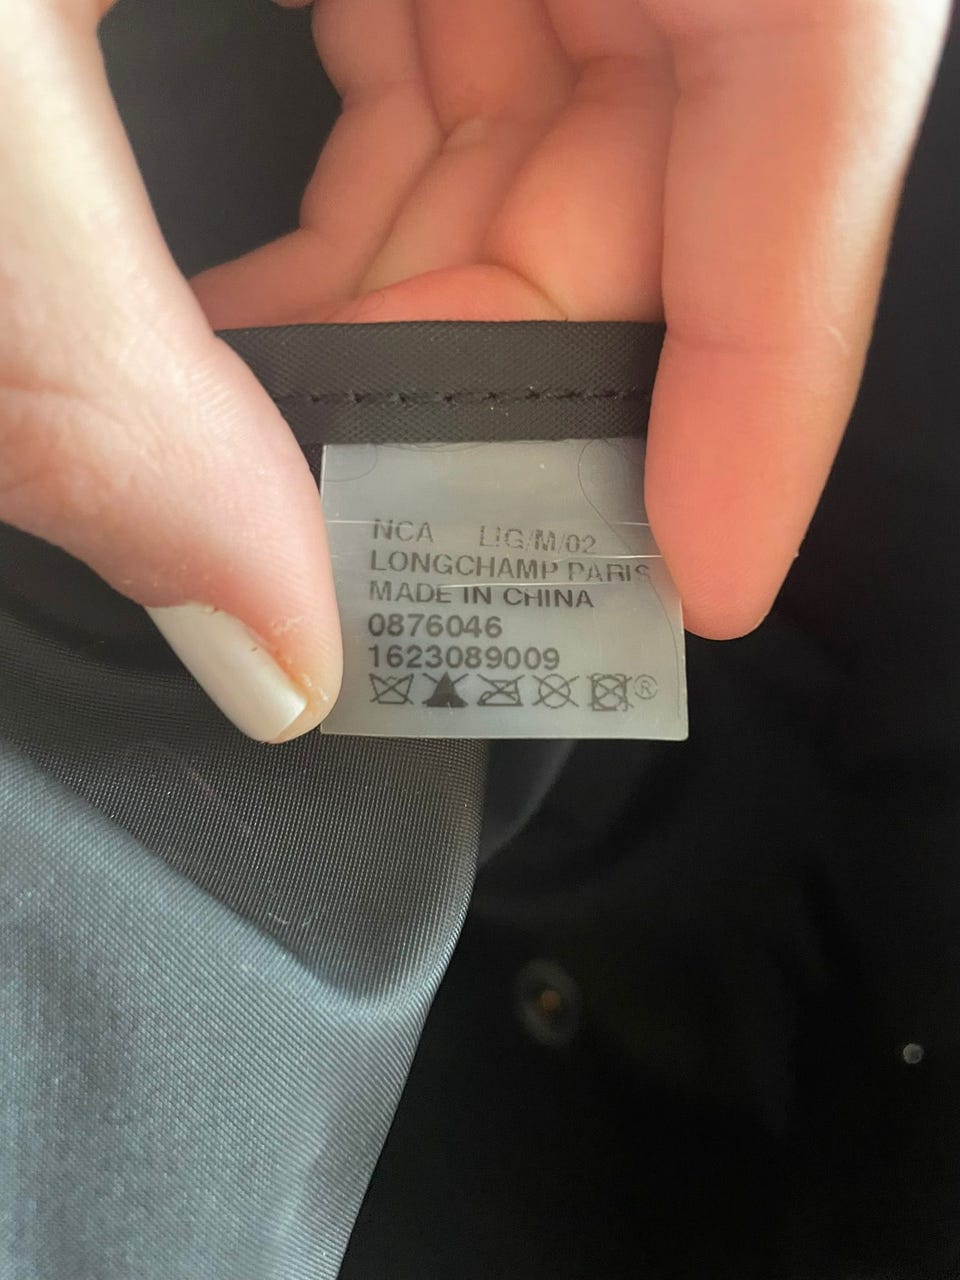 NCA LIG/M/02
LONGCHAMP PARIS
MADE IN CHINA
0876046
1623089009
®